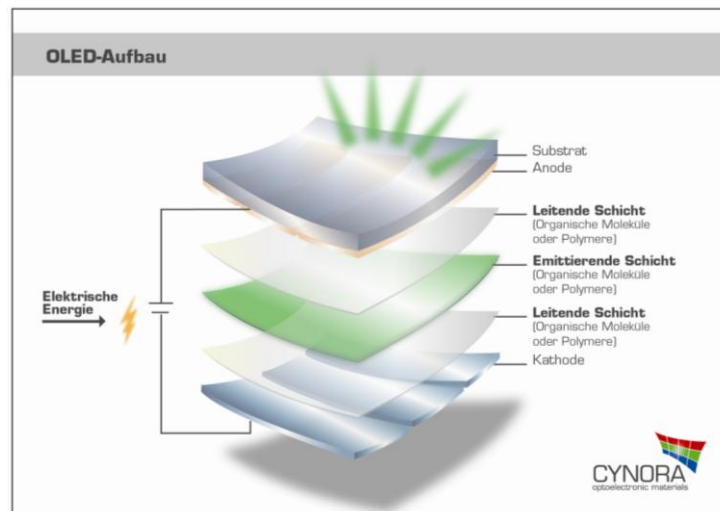 OLED-Aufbau
Substrat
Anode
Leitende Schicht
(Organische Moleküle
oder Polymere)
Emittierende Schicht
(Organische Moleküle
oder Polymere)
Leitende Schicht
(Organische Moleküle
oder Polymere)
Kathode
Elektrische
Energie
CYNORA
optoelectronic materials